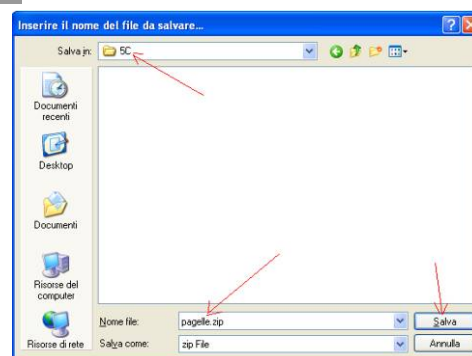 Inserire il nome del file da salvare...
Salva in: 5C
Documenti
recenti
Desktop
Documenti
Risorse del
computer
Risorse di rete
Nome file: pagelle.zip Salva
Salva come: zip File Annulla